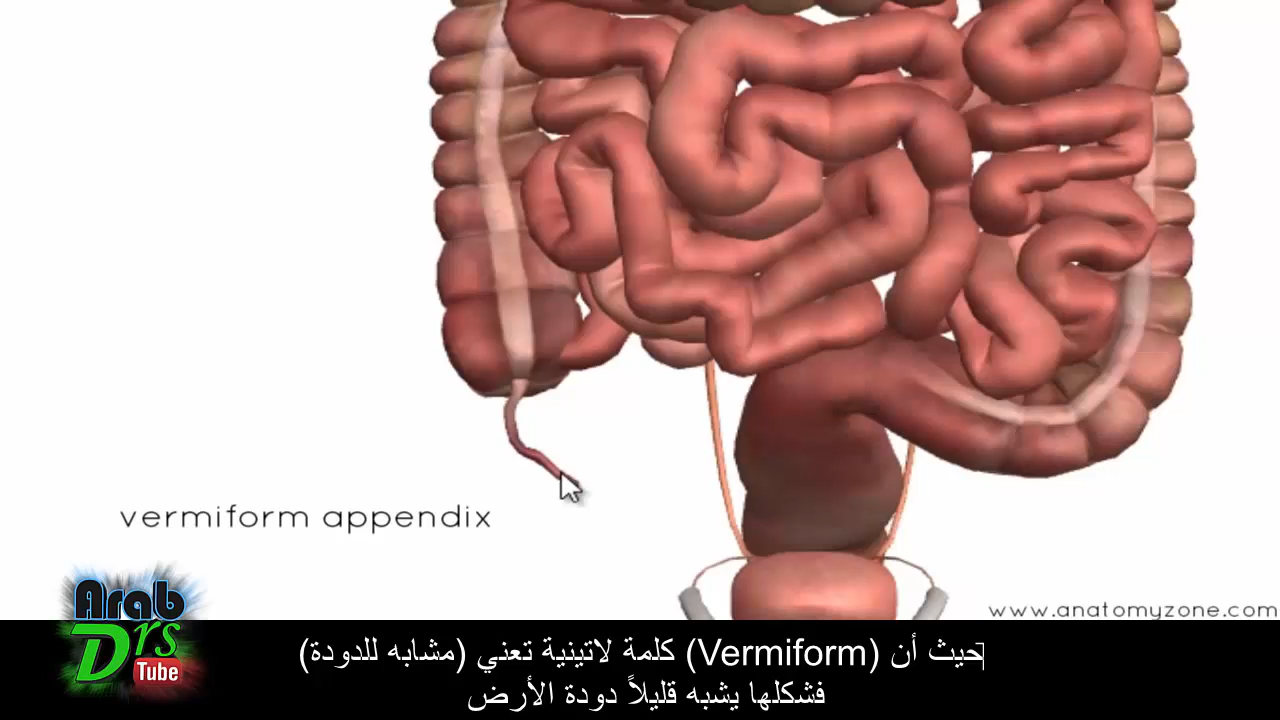 vermiform appendix
www.anatomyzone.com
Arab
Drs
Tube
حيث أن (Vermiform) كلمة لاتينية تعني (مشابه للدودة)
فشكلها يشبه قليلاً دودة الأرض